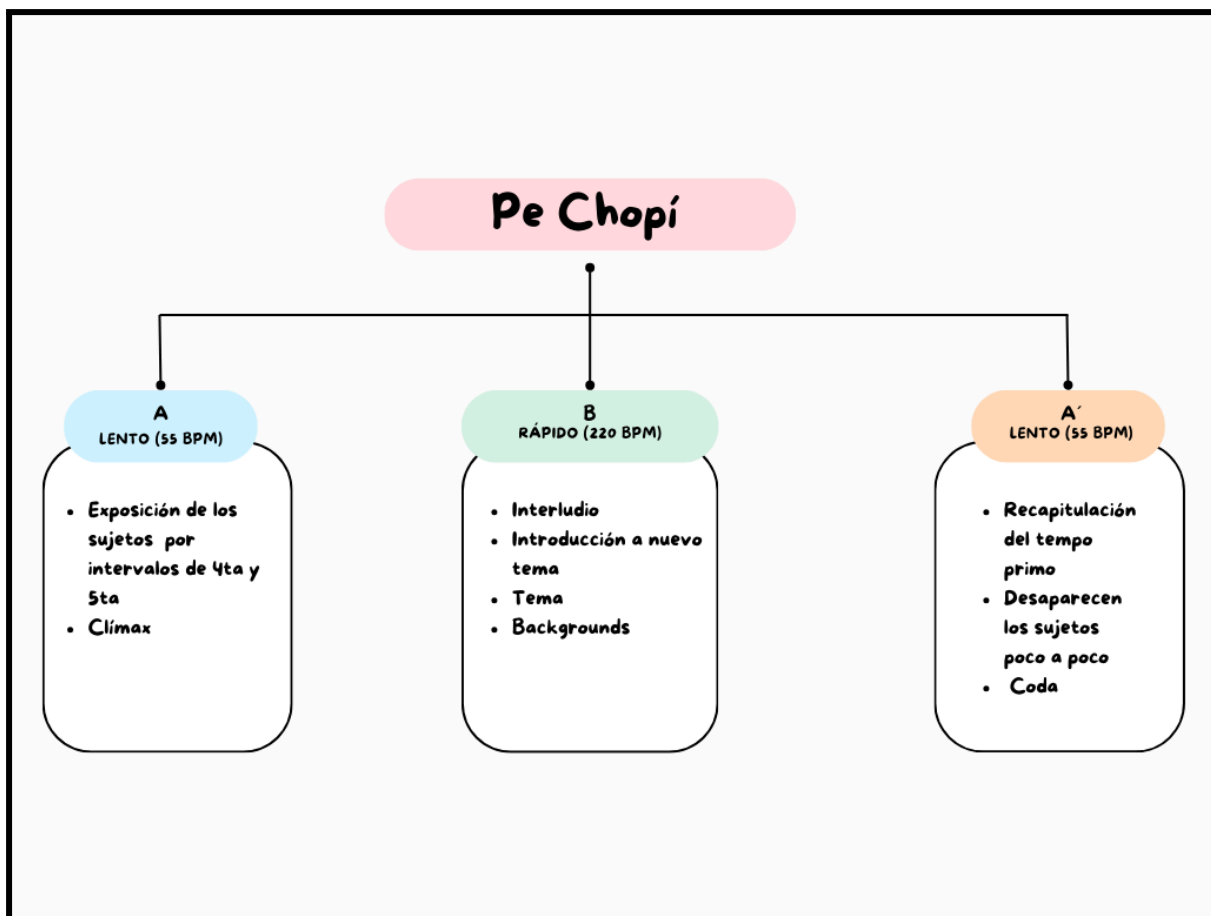 Pe Chopí
A
LENTO (55 BPM)
• Exposición de los
sujetos por
intervalos de 4ta y
5ta
• Clímax
B
RÁPIDO (220 BPM)
• Interludio
• Introducción a nuevo
tema
• Tema
• Backgrounds
A´
LENTO (55 BPM)
• Recapitulación
del tempo
primo
• Desaparecen
los sujetos
poco a poco
• Coda